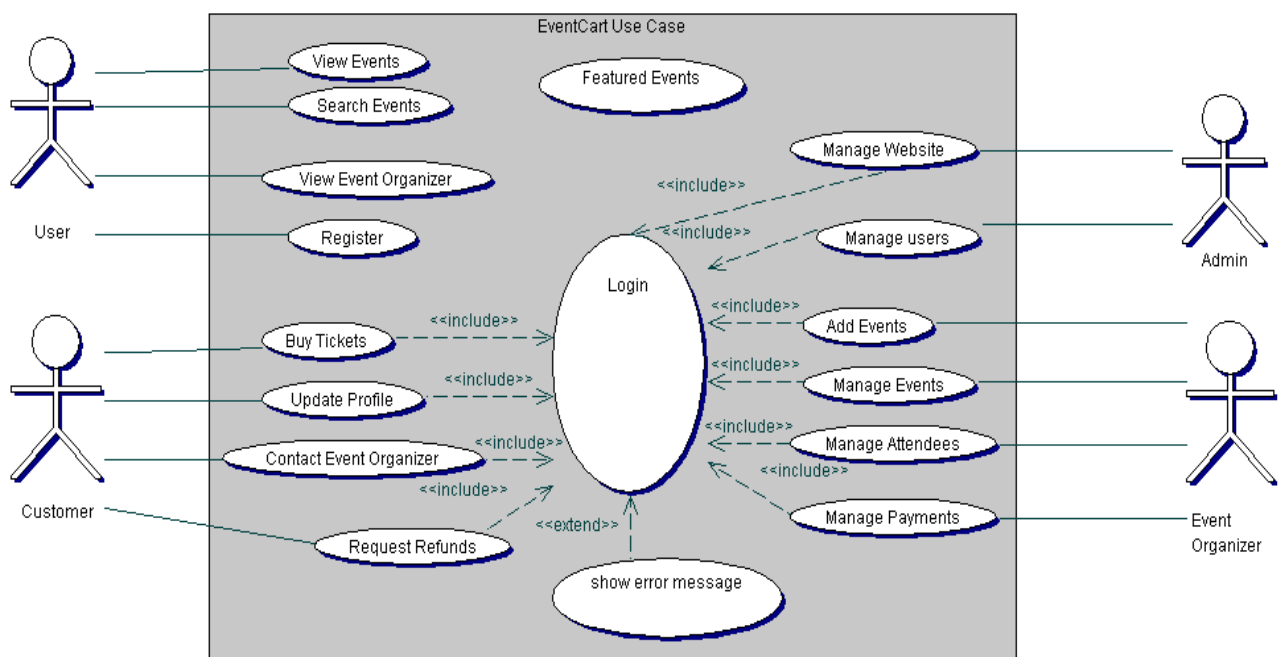 EventCart Use Case
View Events
Featured Events
Search Events
Manage Website
View Event Organizer
<<include>>
User
Register
<<include>>
Manage users
Admin
Login
<<include>>
<<include>>
Buy Tickets
Add Events
<<include>>
<<include>>
Update Profile
Manage Events
<<include>>
<<include>>
Contact Event Organizer
Manage Attendees
<<include>>
<<include>>
Customer
Request Refunds
<<extend>>
Manage Payments
Event
Organizer
show error message